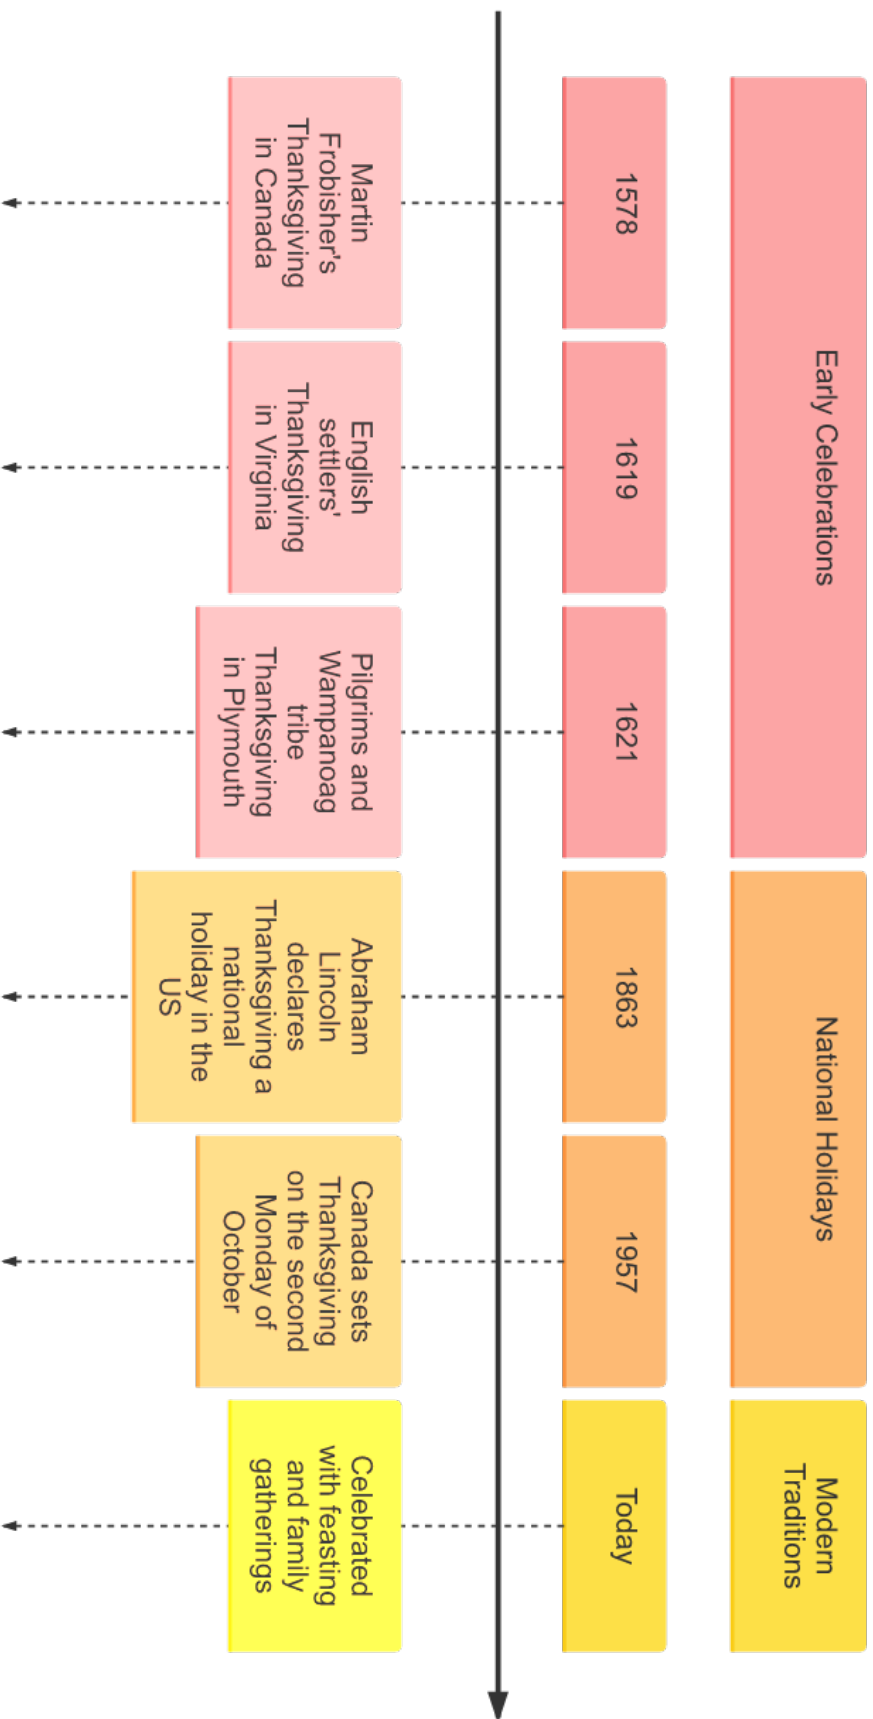 Early Celebrations
National Holidays
Modern
Traditions
1578
1619
1621
1863
1957
Today
Martin
Frobisher's
Thanksgiving
in Canada
English
settlers'
Thanksgiving
in Virginia
Pilgrims and
Wampanoag
tribe
Thanksgiving
in Plymouth
Abraham
Lincoln
declares
Thanksgiving a
national
holiday in the
US
Canada sets
Thanksgiving
on the second
Monday of
October
Celebrated
with feasting
and family
gatherings